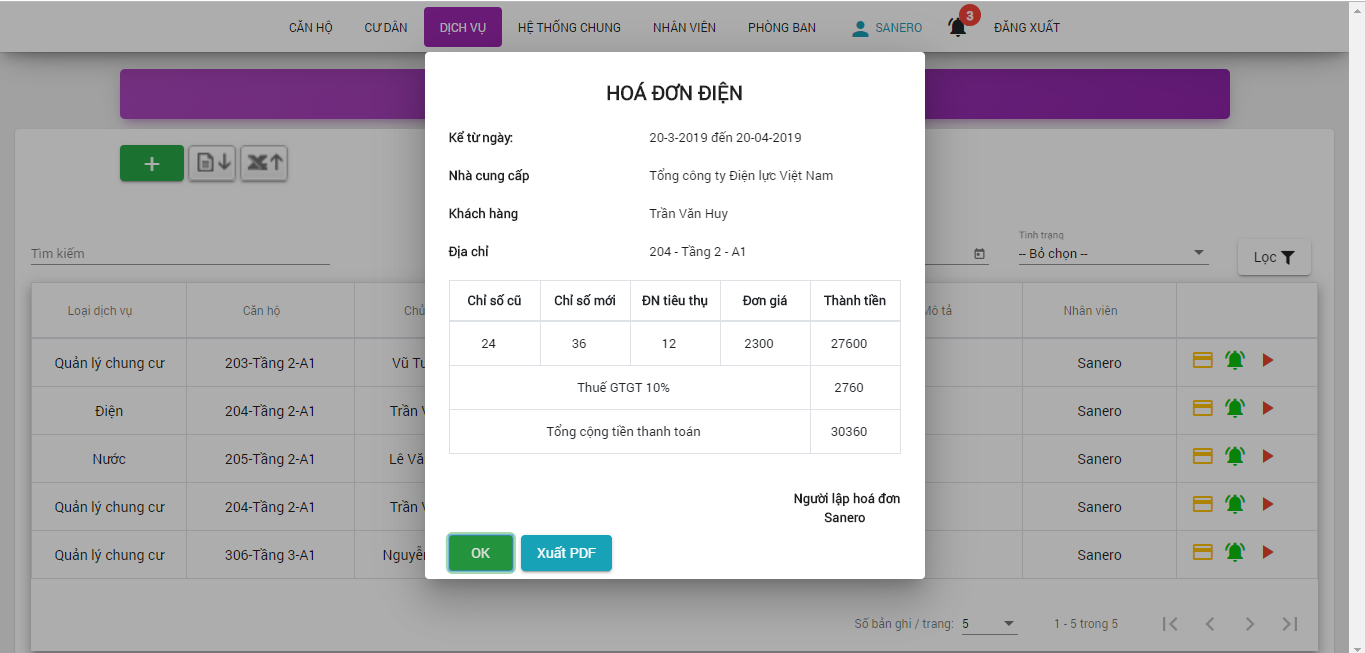 CĂN HỘ CƯ DÂN DỊCH VỤ HỆ THỐNG CHUNG NHÂN VIÊN PHÒNG BAN SANERO 3 ĐĂNG XUẤT
HOÁ ĐƠN ĐIỆN
Kể từ ngày: 20-3-2019 đến 20-04-2019
Nhà cung cấp Tổng công ty Điện lực Việt Nam
Khách hàng Trần Văn Huy
Địa chỉ 204 - Tầng 2 - A1
Chỉ số cũ Chỉ số mới ĐN tiêu thụ Đơn giá Thành tiền
24 36 12 2300 27600
Thuế GTGT 10% 2760
Tổng cộng tiền thanh toán 30360
Người lập hoá đơn
Sanero
OK Xuất PDF
Tìm kiếm
Tình trạng
-- Bỏ chọn --
Lọc
Loại dịch vụ Căn hộ Mô tả Nhân viên
Quản lý chung cư 203-Tầng 2-A1 Vũ Sanero
Điện 204-Tầng 2-A1 Trần Sanero
Nước 205-Tầng 2-A1 Lê Sanero
Quản lý chung cư 204-Tầng 2-A1 Trần Sanero
Quản lý chung cư 306-Tầng 3-A1 Nguyễn Sanero
Số bản ghi / trang: 5 1 - 5 trong 5